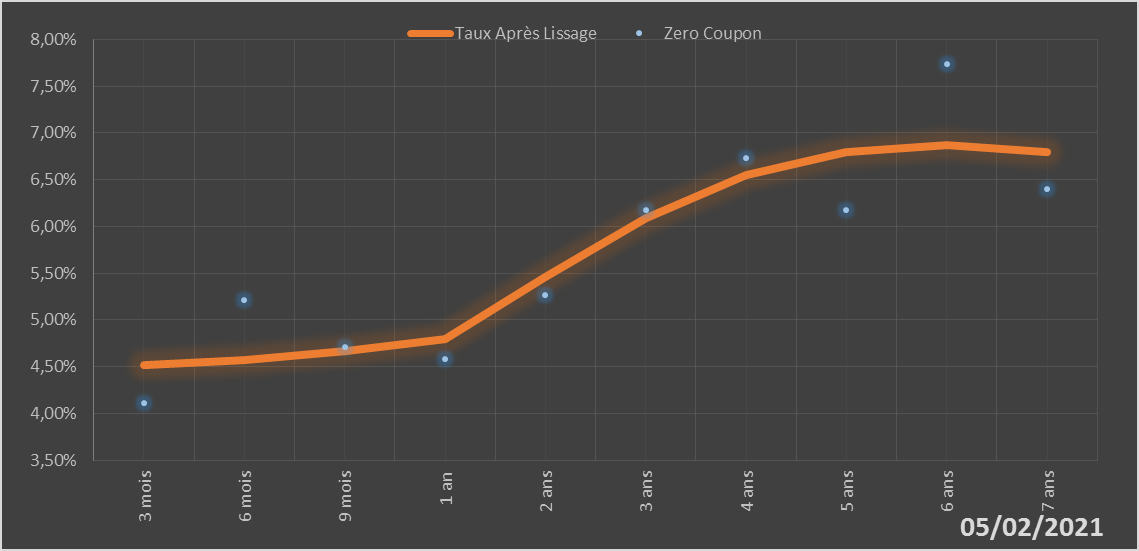 Taux Après Lissage
Zero Coupon
8,00%
7,50%
7,00%
6,50%
6,00%
5,50%
5,00%
4,50%
4,00%
3,50%
3 mois
6 mois
9 mois
1 an
2 ans
3 ans
4 ans
5 ans
6 ans
7 ans
05/02/2021